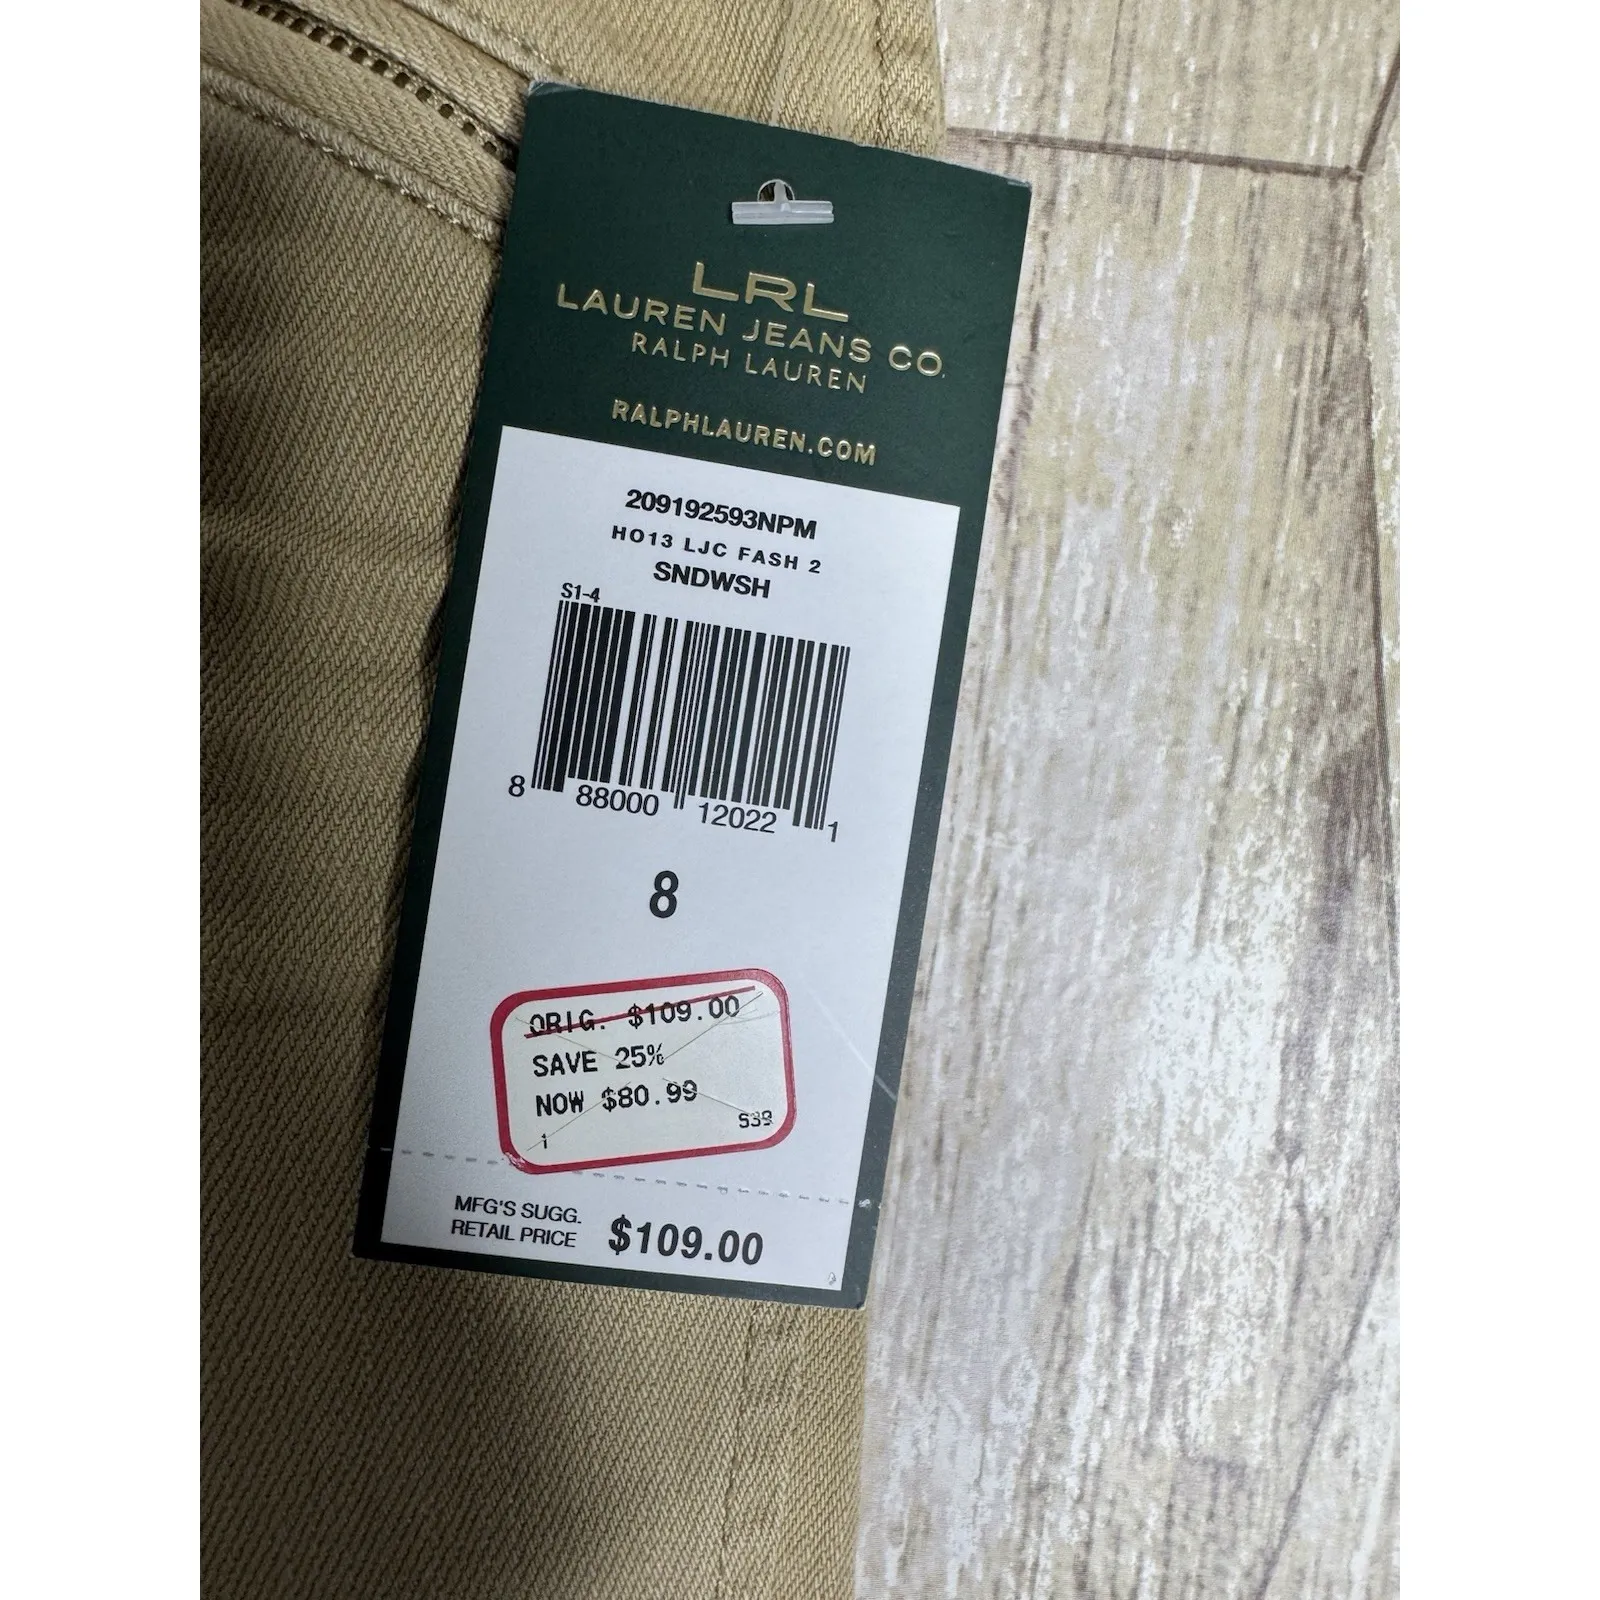 LRL
LAUREN JEANS CO.
RALPH LAUREN
RALPHLAUREN.COM
209192593NPM
HO13 LJC FASH 2
SNDWSH
S1-4
8 88000 12022 1
8
ORIG. $109.00
SAVE 25%
NOW $80.99
1 S39
MFG'S SUGG.
RETAIL PRICE $109.00